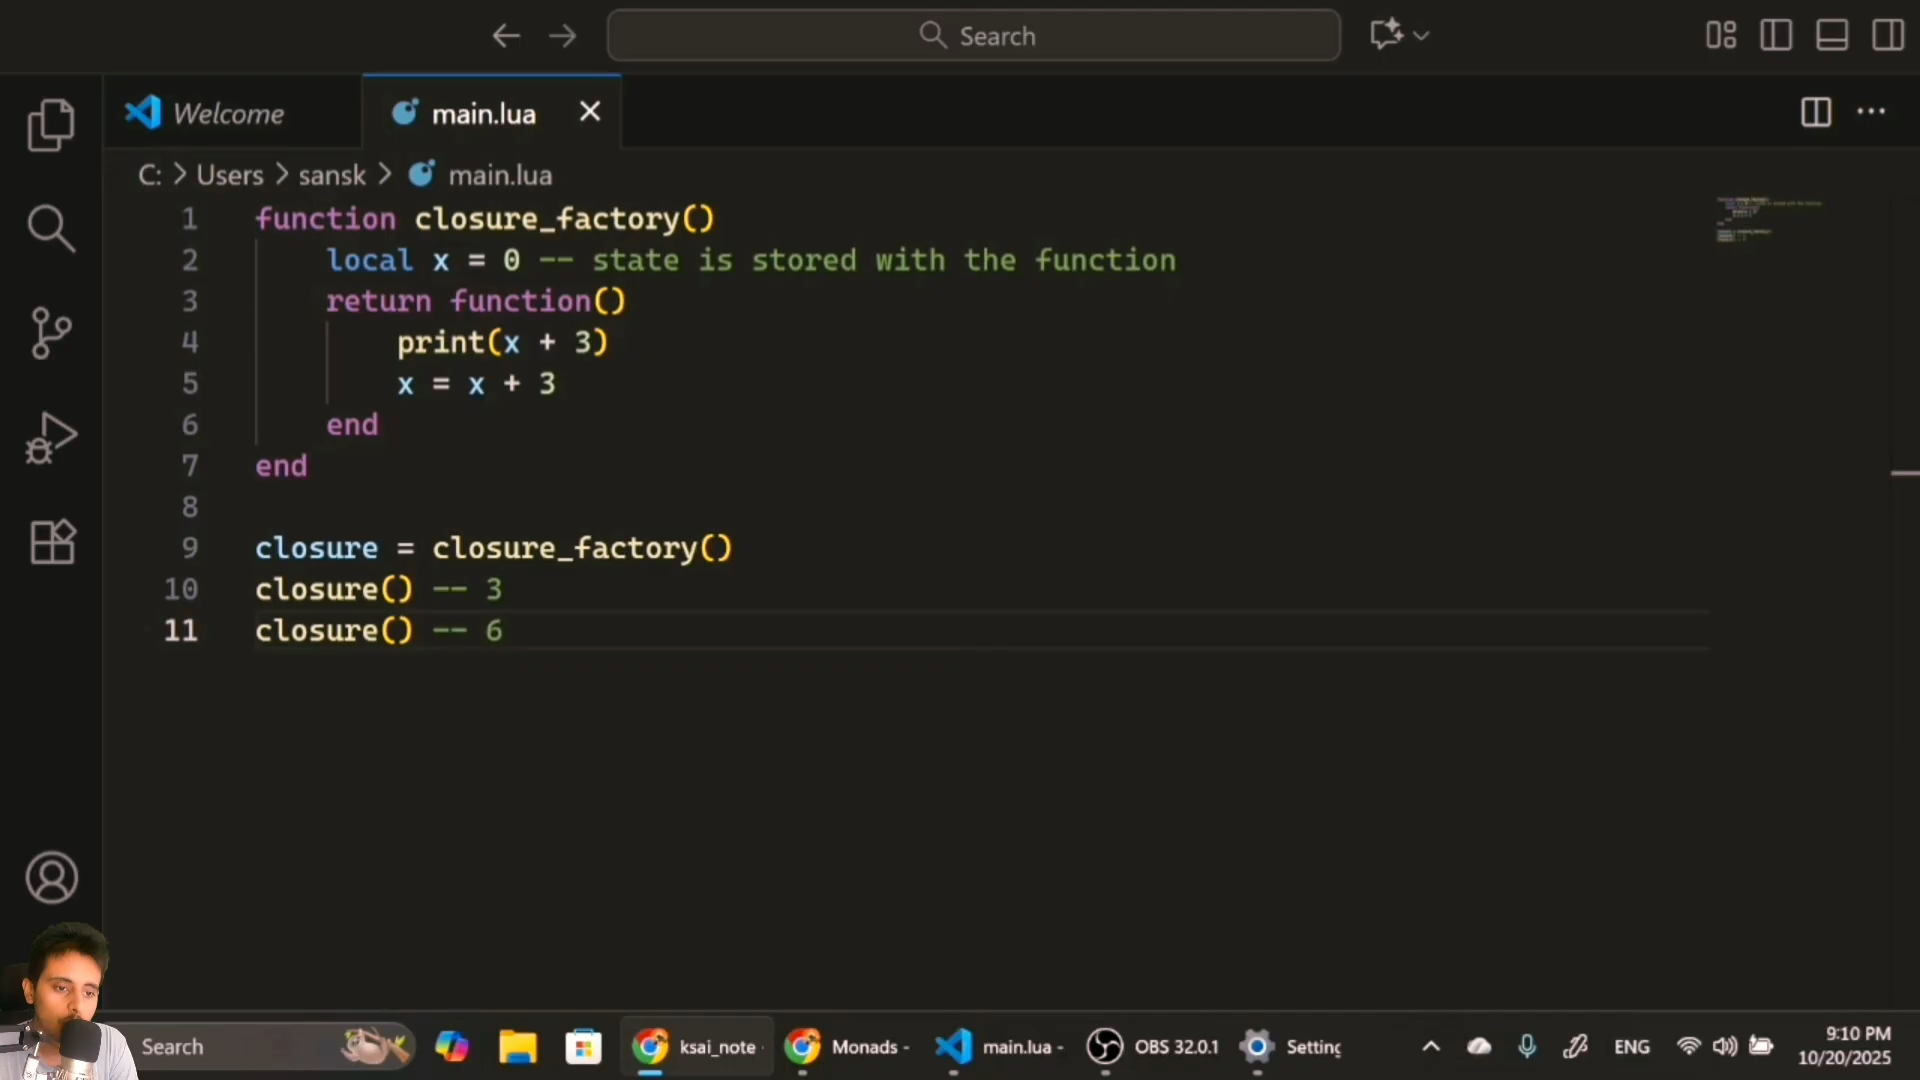 Search
Welcome
main.lua
C: > Users > sansk > main.lua
1 function closure_factory()
2 local x = 0 -- state is stored with the function
3 return function()
4 print(x + 3)
5 x = x + 3
6 end
7 end
8
9 closure = closure_factory()
10 closure() -- 3
11 closure() -- 6
Search
ksai_note
Monads -
main.lua -
OBS 32.0.1
Setting
ENG
9:10 PM
10/20/2025